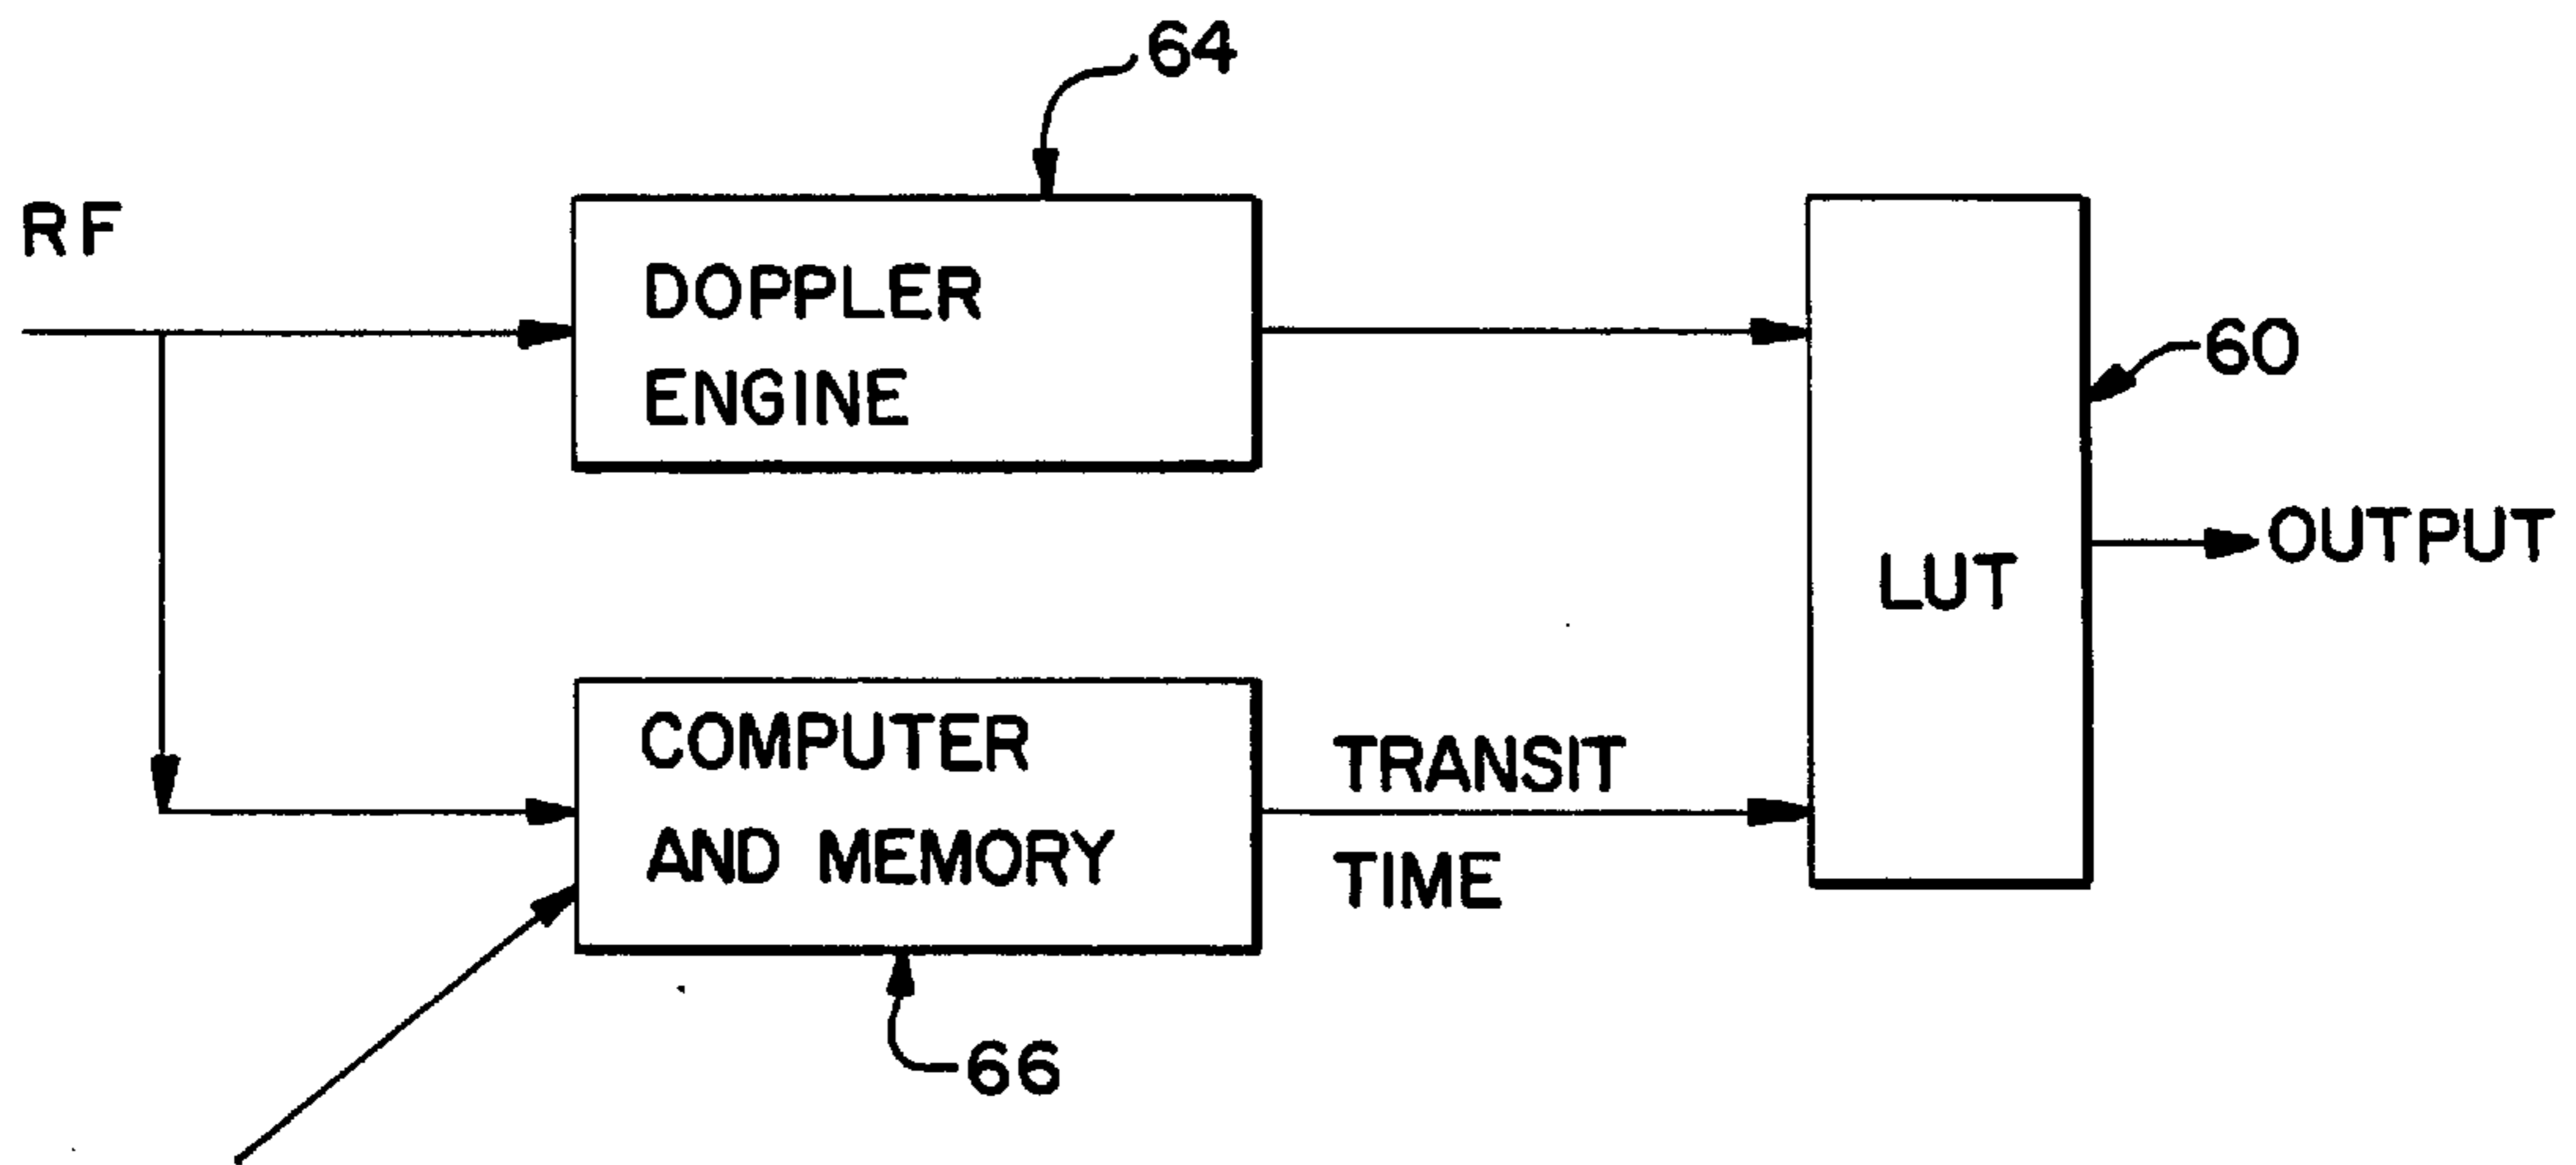 64
RF
DOPPLER
ENGINE
60
OUTPUT
LUT
COMPUTER
AND MEMORY
TRANSIT
TIME
66